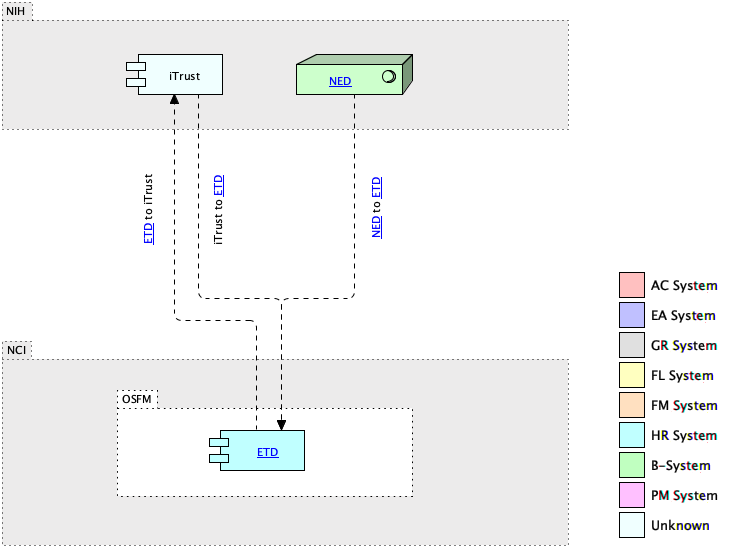 NIH
iTrust
NED
ETD to iTrust
iTrust to ETD
NED to ETD
NCI
OSFM
ETD
AC System
EA System
GR System
FL System
FM System
HR System
B-System
PM System
Unknown